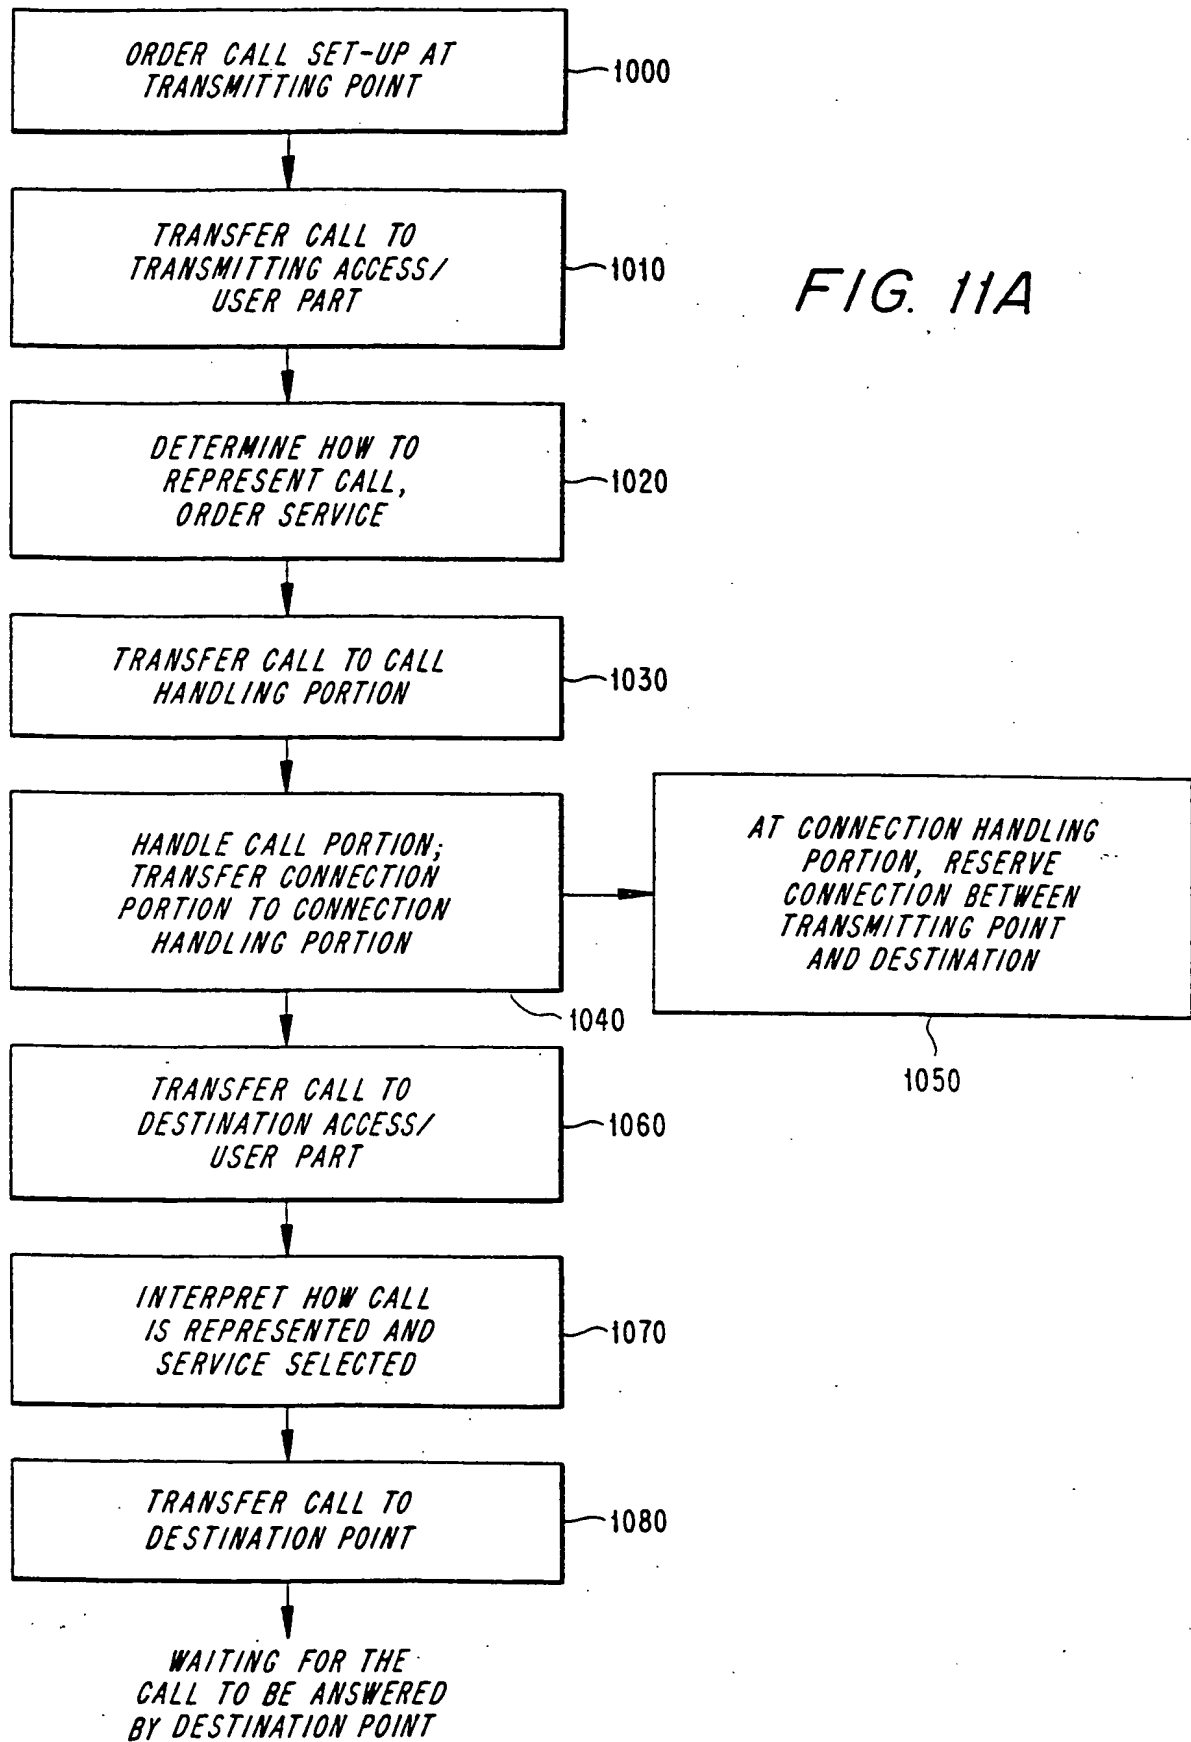 ORDER CALL SET-UP AT
TRANSMITTING POINT
1000
TRANSFER CALL TO
TRANSMITTING ACCESS/
USER PART
1010
FIG. 11A
DETERMINE HOW TO
REPRESENT CALL,
ORDER SERVICE
1020
TRANSFER CALL TO CALL
HANDLING PORTION
1030
HANDLE CALL PORTION;
TRANSFER CONNECTION
PORTION TO CONNECTION
HANDLING PORTION
1040
AT CONNECTION HANDLING
PORTION, RESERVE
CONNECTION BETWEEN
TRANSMITTING POINT
AND DESTINATION
1050
TRANSFER CALL TO
DESTINATION ACCESS/
USER PART
1060
INTERPRET HOW CALL
IS REPRESENTED AND
SERVICE SELECTED
1070
TRANSFER CALL TO
DESTINATION POINT
1080
WAITING FOR THE
CALL TO BE ANSWERED
BY DESTINATION POINT